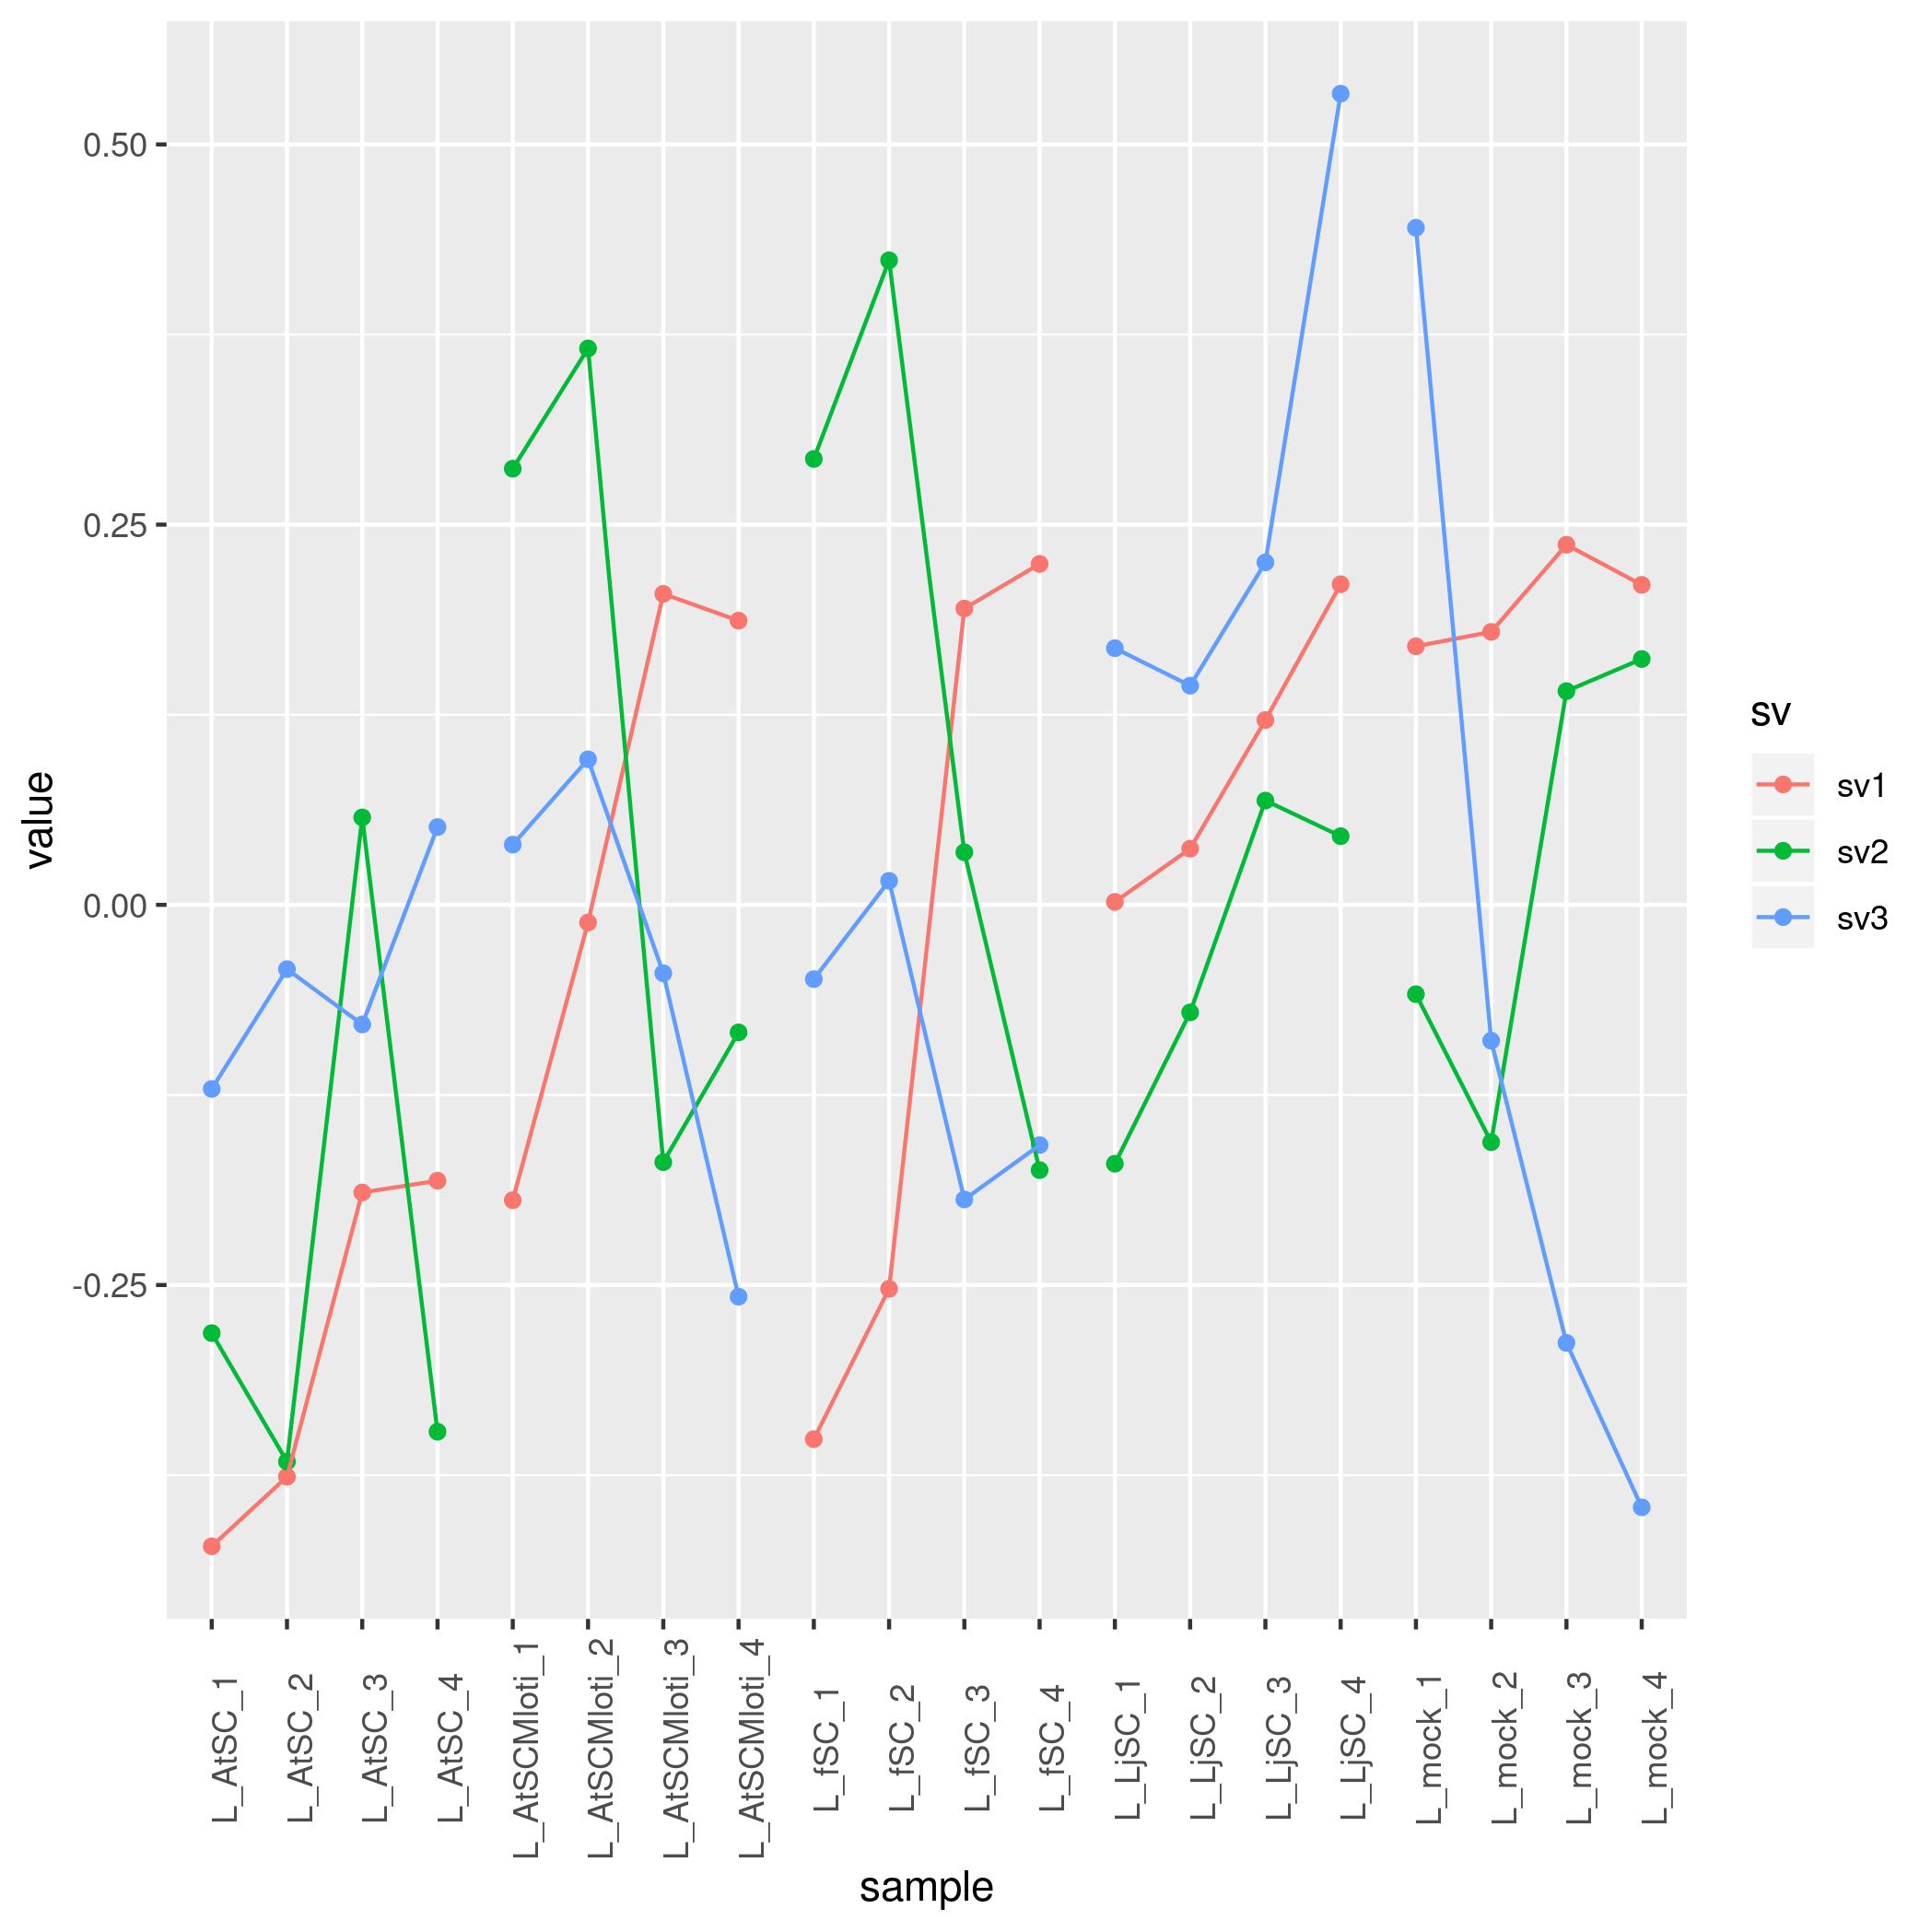 0.50
0.25
0.00
-0.25
value
L_AtSC_1
L_AtSC_2
L_AtSC_3
L_AtSC_4
L_AtSCMloti_1
L_AtSCMloti_2
L_AtSCMloti_3
L_AtSCMloti_4
L_fSC_1
L_fSC_2
L_fSC_3
L_fSC_4
L_LjSC_1
L_LjSC_2
L_LjSC_3
L_LjSC_4
L_mock_1
L_mock_2
L_mock_3
L_mock_4
sample
sv
sv1
sv2
sv3